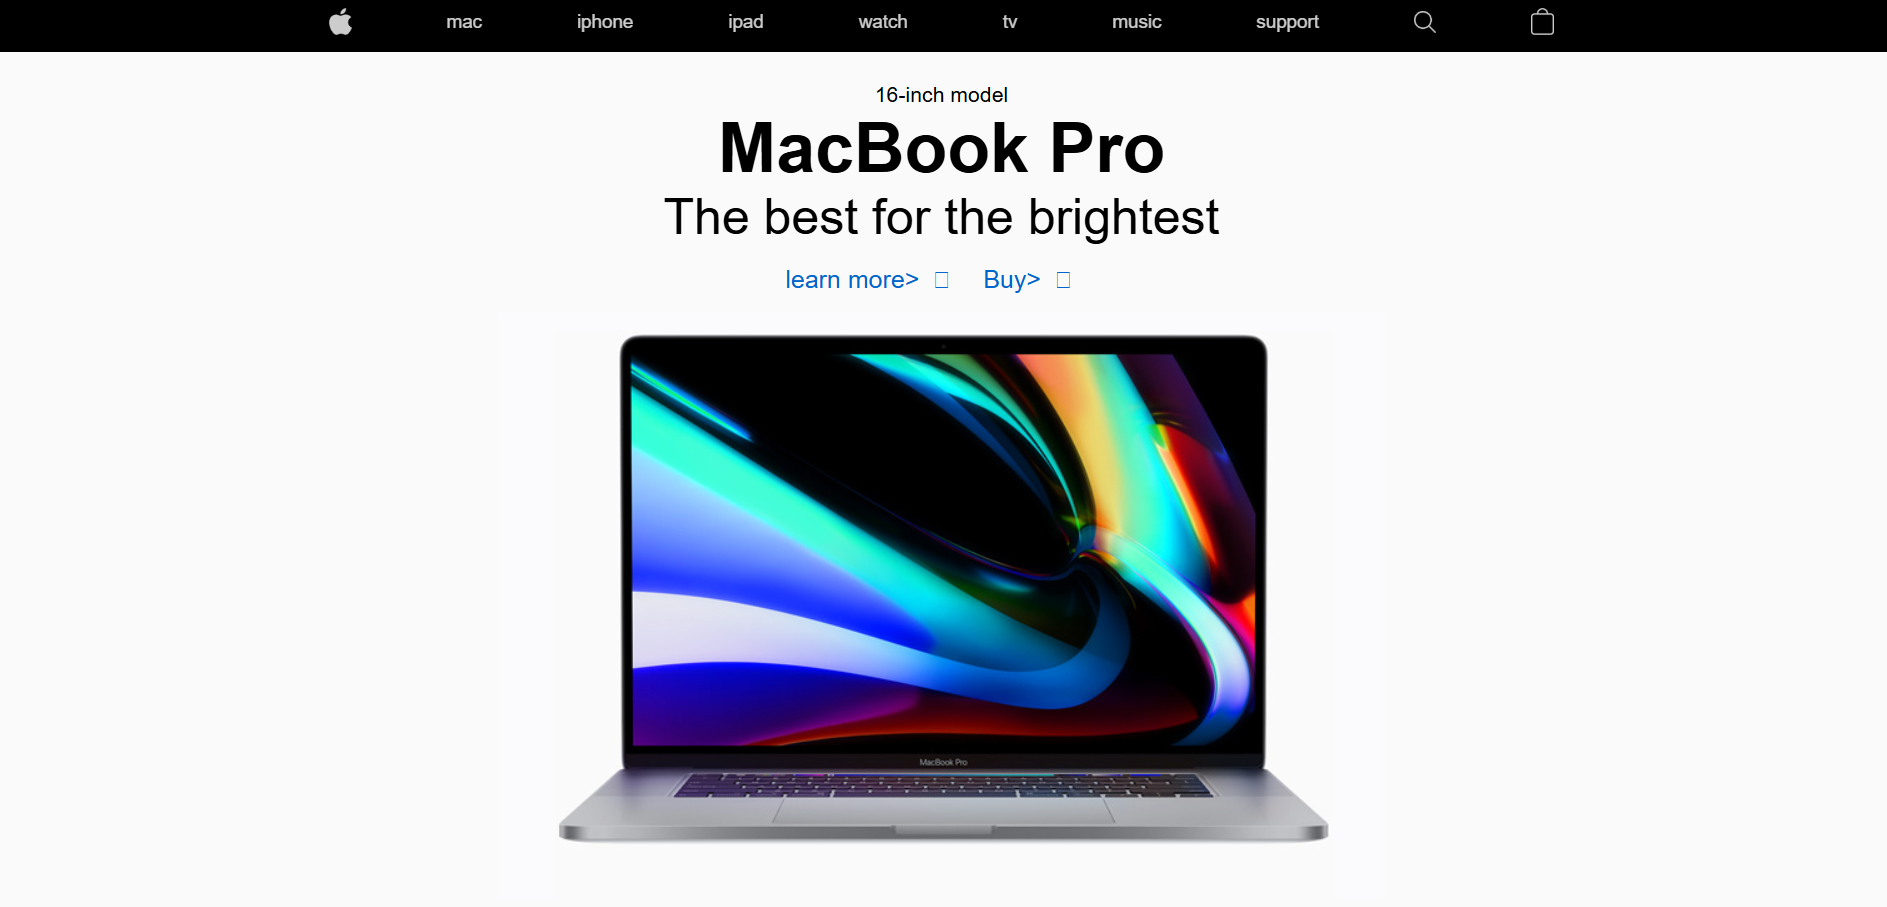 mac iphone ipad watch tv music support
16-inch model
MacBook Pro
The best for the brightest
learn more> Buy>
MacBook Pro